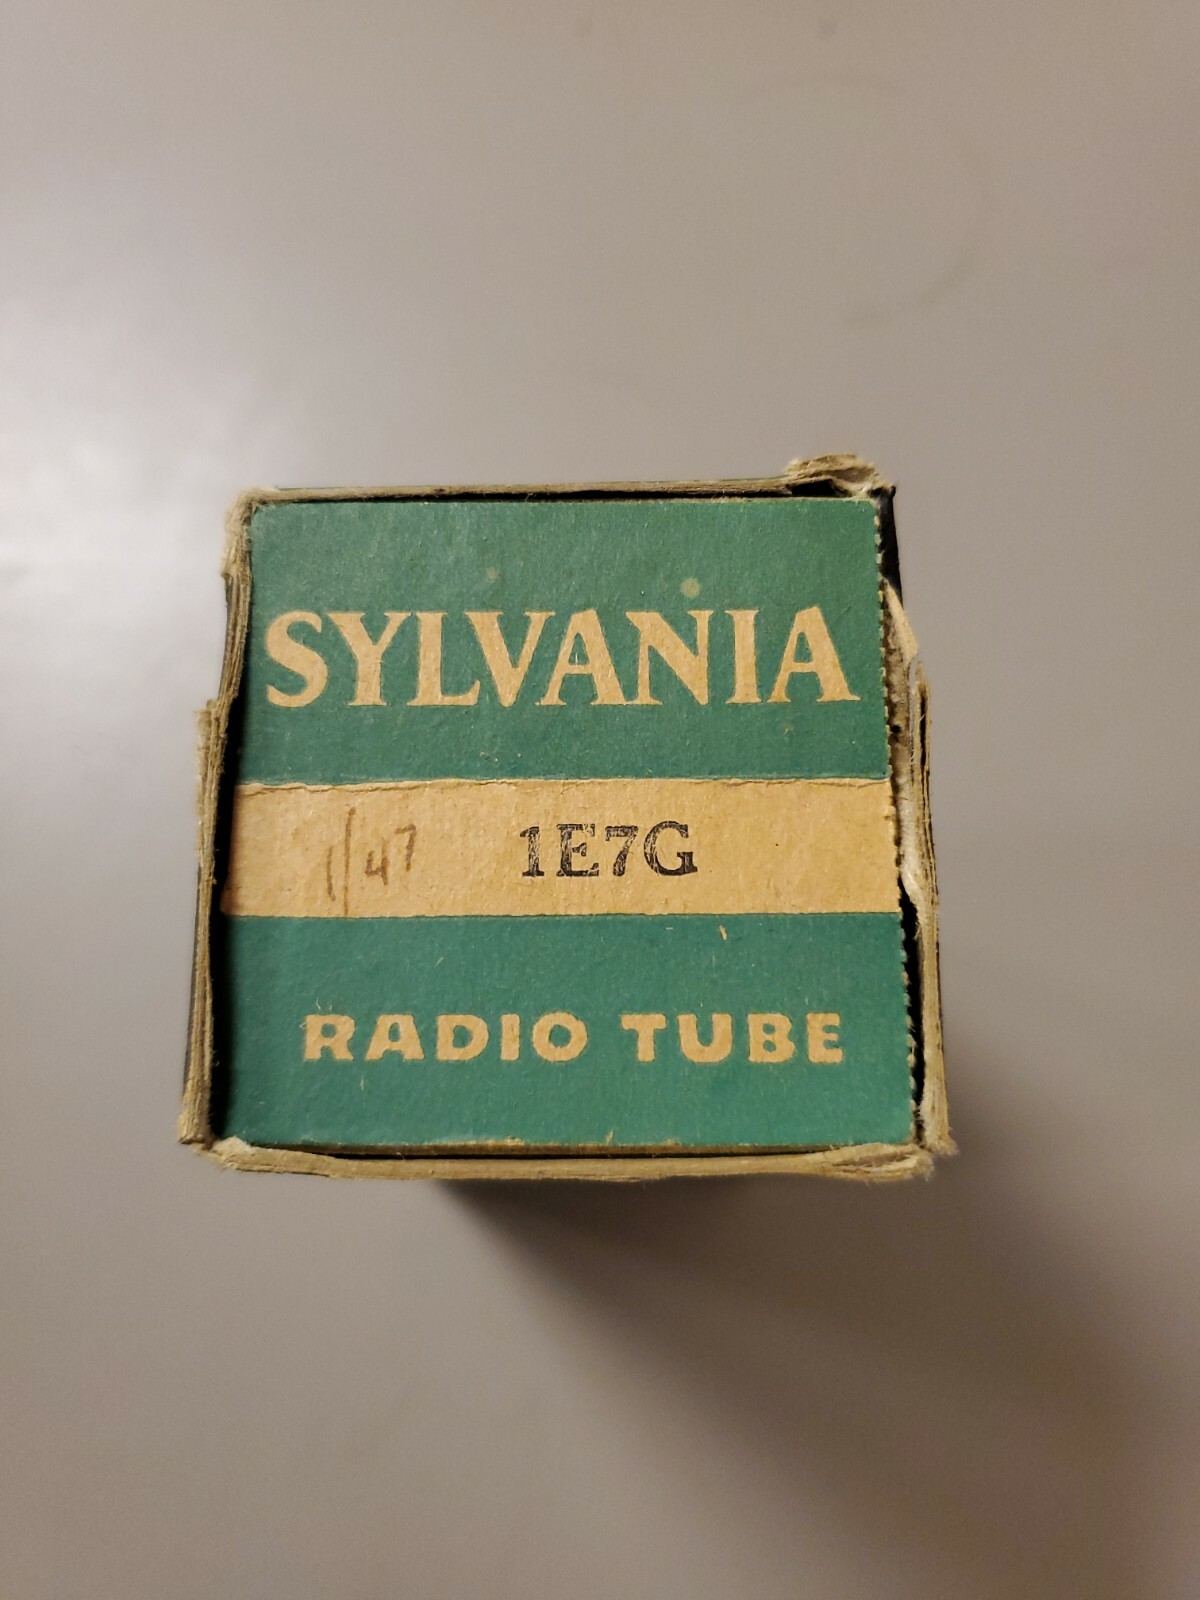 SYLVANIA
1/47 1E7G
RADIO TUBE